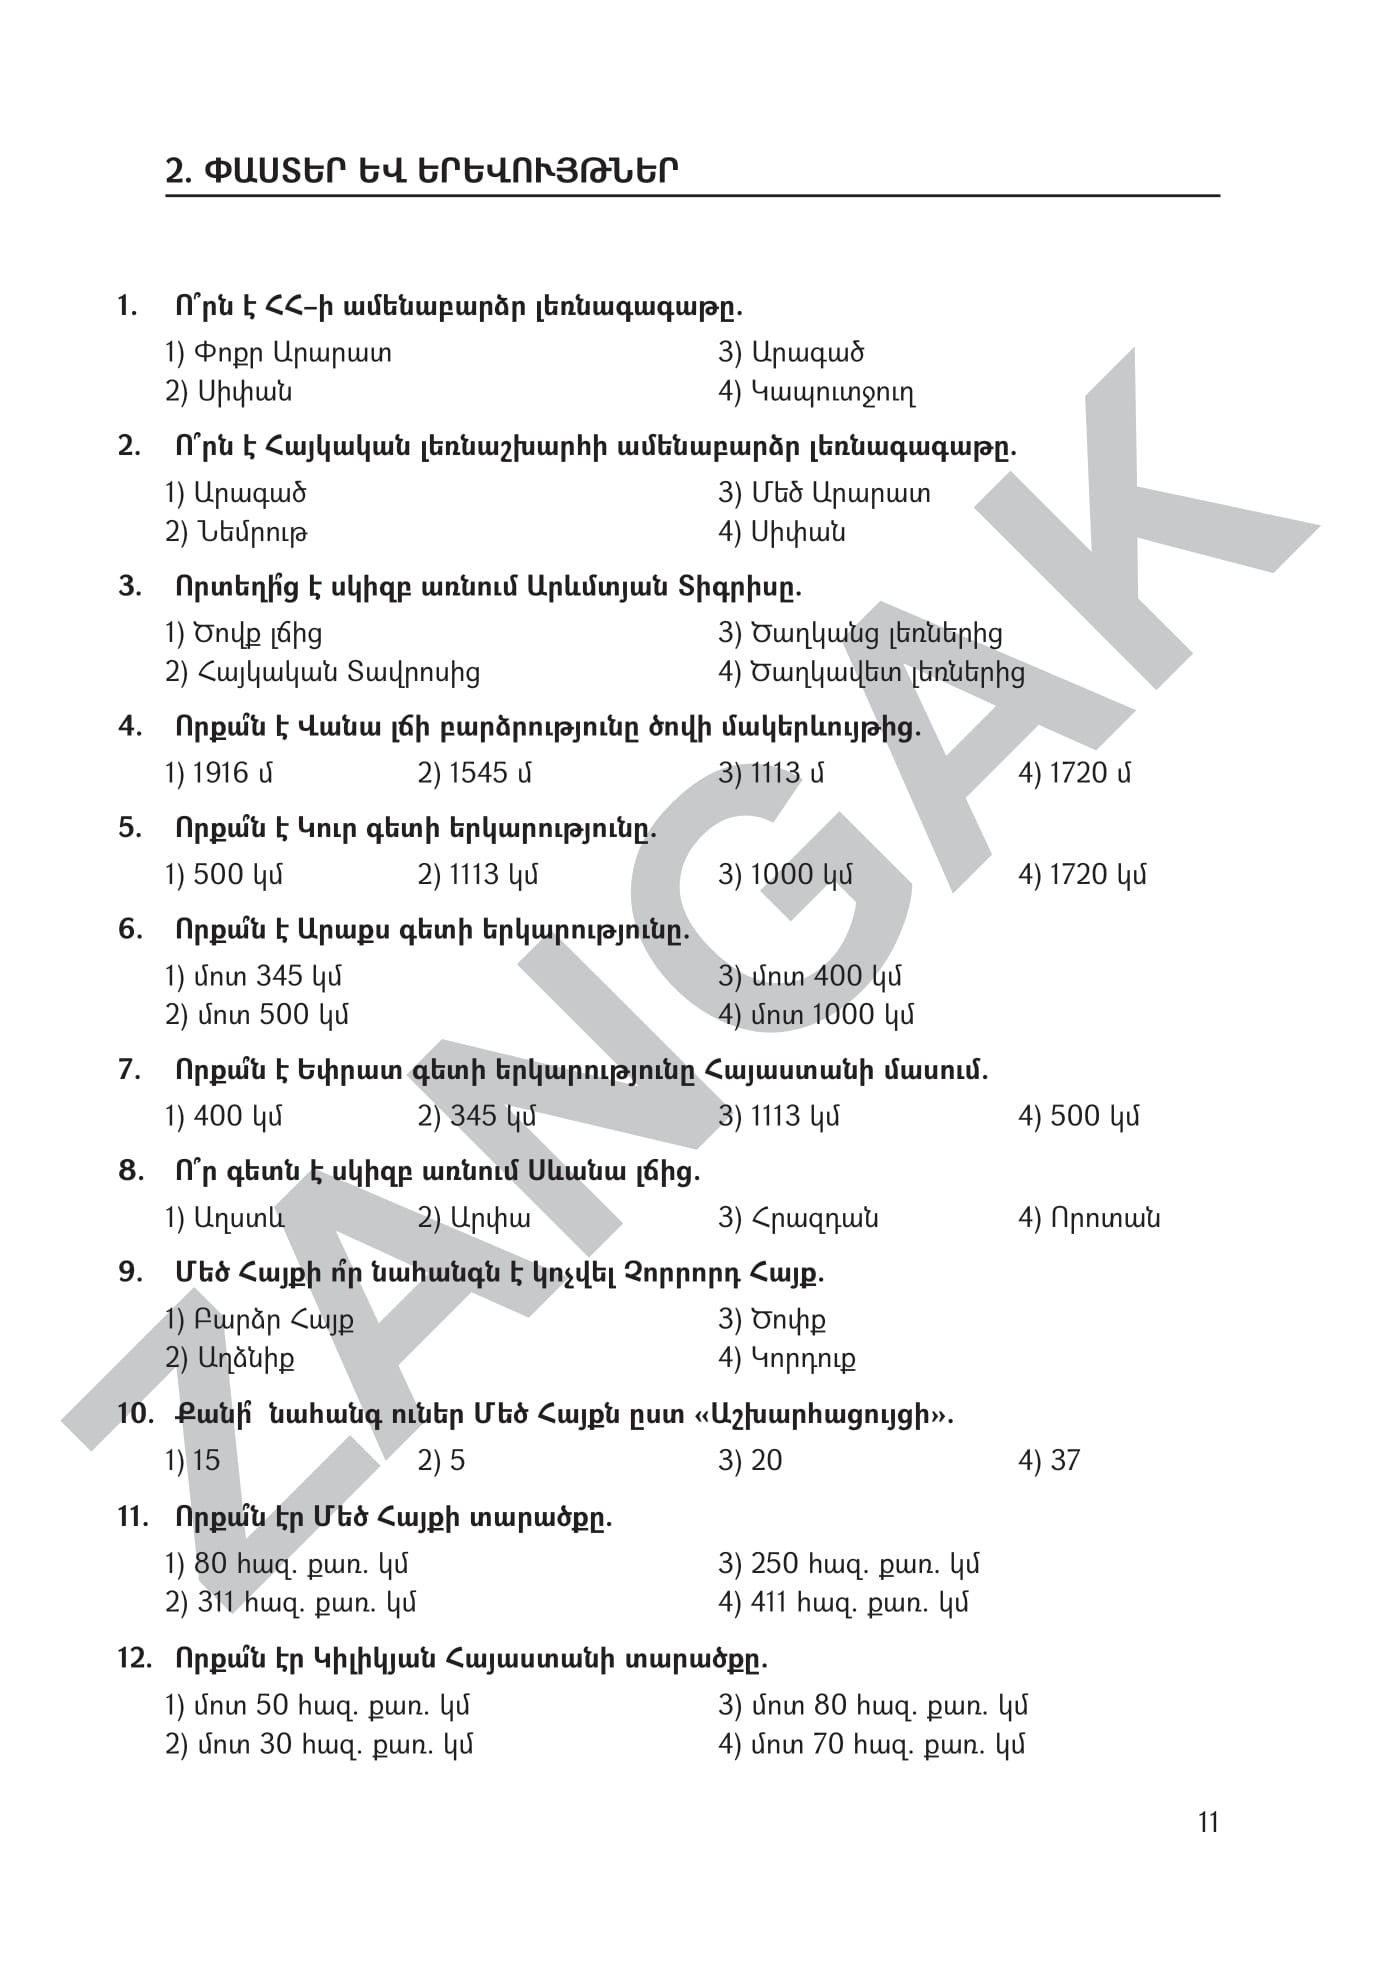 2. ՓԱՍՏԵՐ ԵՎ ԵՐԵՎՈՒՅԹՆԵՐ
1. Ո՞րն է ՀՀ–ի ամենաբարձր լեռնագագաթը.
1) Փոքր Արարատ 3) Արագած
2) Սիփան 4) Կապուտջուղ
2. Ո՞րն է Հայկական լեռնաշխարհի ամենաբարձր լեռնագագաթը.
1) Արագած 3) Մեծ Արարատ
2) Նեմրութ 4) Սիփան
3. Որտեղի՞ց է սկիզբ առնում Արևմտյան Տիգրիսը.
1) Ծովք լճից 3) Ծաղկանց լեռներից
2) Հայկական Տավրոսից 4) Ծաղկավետ լեռներից
4. Որքա՞ն է Վանա լճի բարձրությունը ծովի մակերևույթից.
1) 1916 մ 2) 1545 մ 3) 1113 մ 4) 1720 մ
5. Որքա՞ն է Կուր գետի երկարությունը.
1) 500 կմ 2) 1113 կմ 3) 1000 կմ 4) 1720 կմ
6. Որքա՞ն է Արաքս գետի երկարությունը.
1) մոտ 345 կմ 3) մոտ 400 կմ
2) մոտ 500 կմ 4) մոտ 1000 կմ
7. Որքա՞ն է Եփրատ գետի երկարությունը Հայաստանի մասում.
1) 400 կմ 2) 345 կմ 3) 1113 կմ 4) 500 կմ
8. Ո՞ր գետն է սկիզբ առնում Սևանա լճից.
1) Աղստև 2) Արփա 3) Հրազդան 4) Որոտան
9. Մեծ Հայքի ո՞ր նահանգն է կոչվել Չորրորդ Հայք.
1) Բարձր Հայք 3) Ծոփք
2) Աղձնիք 4) Կորդուք
10. Քանի՞ նահանգ ուներ Մեծ Հայքն ըստ «Աշխարհացույցի».
1) 15 2) 5 3) 20 4) 37
11. Որքա՞ն էր Մեծ Հայքի տարածքը.
1) 80 հազ. քառ. կմ 3) 250 հազ. քառ. կմ
2) 311 հազ. քառ. կմ 4) 411 հազ. քառ. կմ
12. Որքա՞ն էր Կիլիկյան Հայաստանի տարածքը.
1) մոտ 50 հազ. քառ. կմ 3) մոտ 80 հազ. քառ. կմ
2) մոտ 30 հազ. քառ. կմ 4) մոտ 70 հազ. քառ. կմ
11
ZANGAK